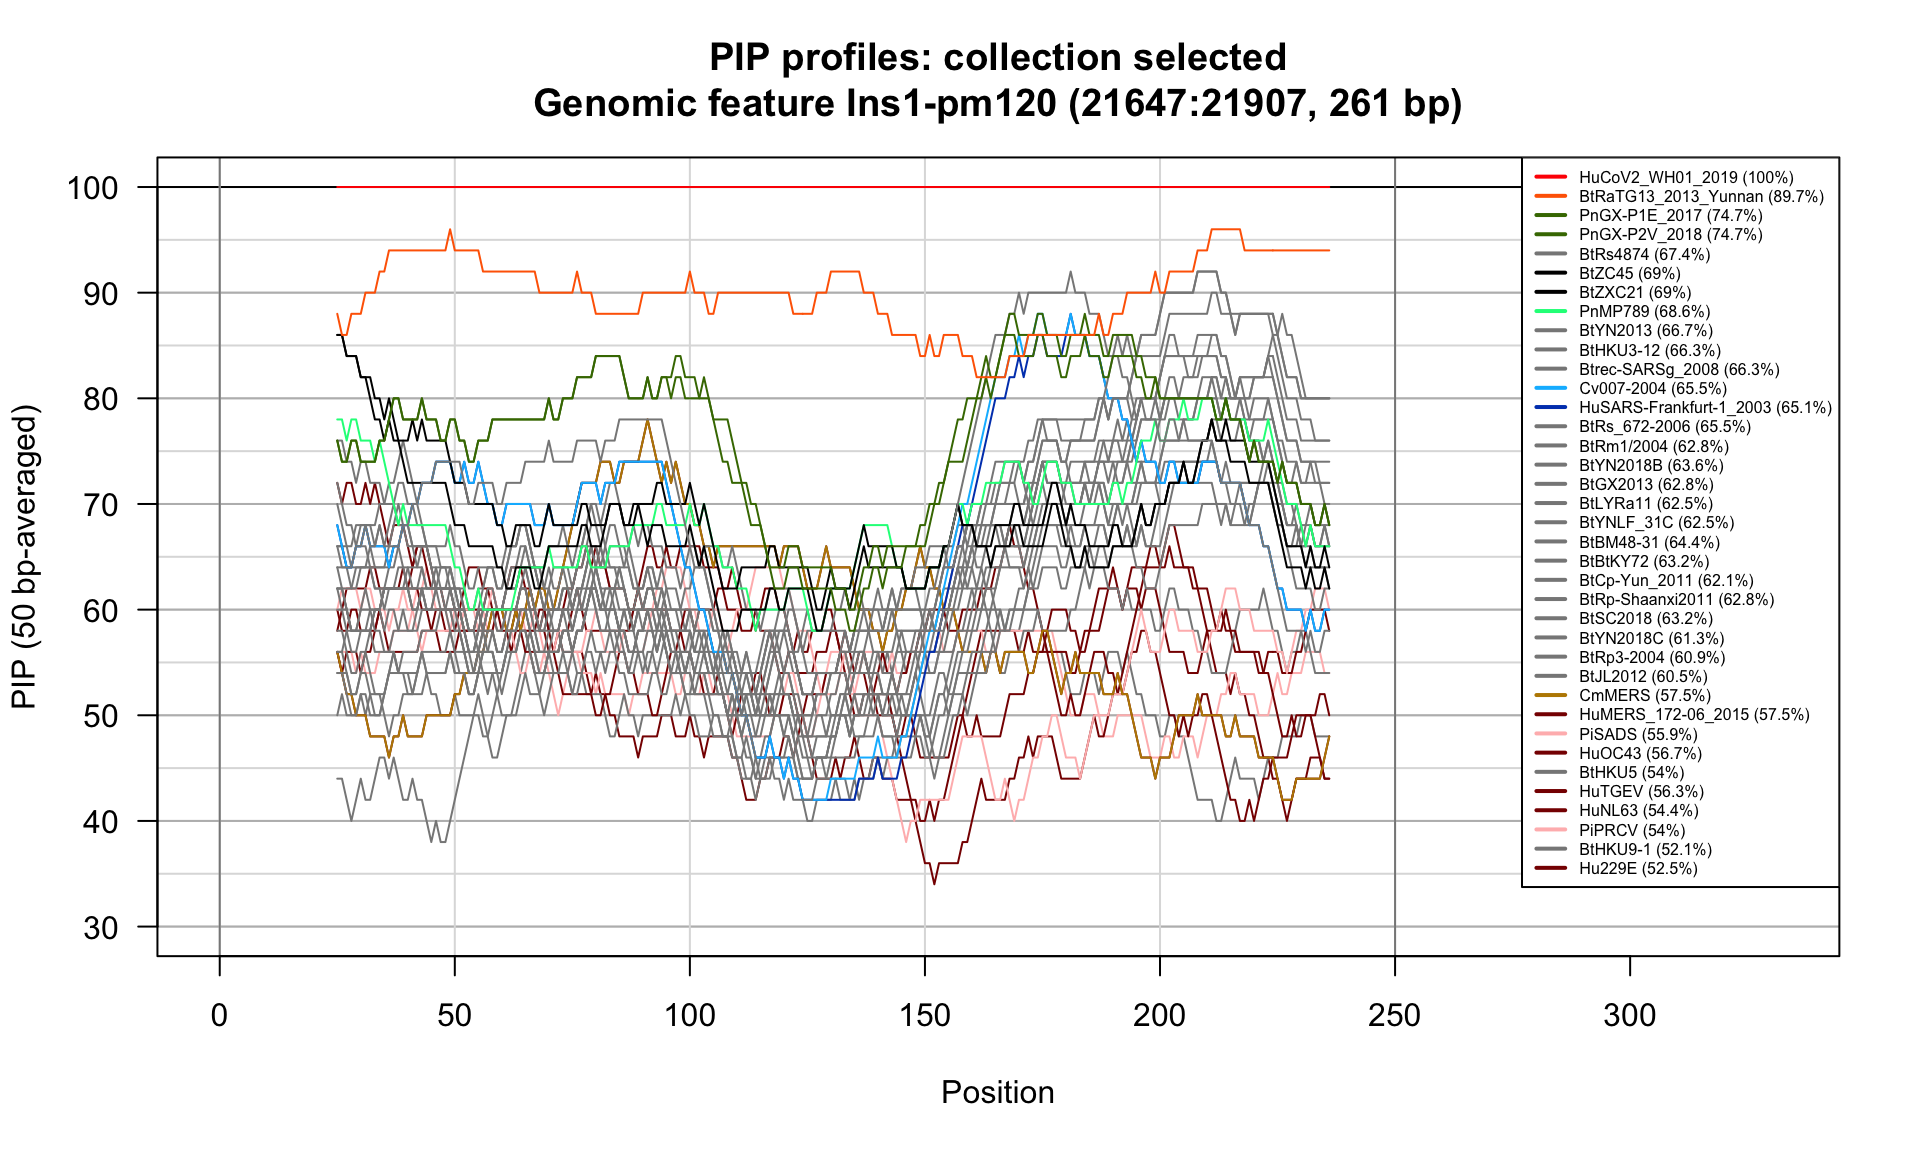 PIP profiles: collection selected
Genomic feature Ins1-pm120 (21647:21907, 261 bp)
PIP (50 bp-averaged)
100
90
80
70
60
50
40
30
0
50
100
150
200
250
300
Position
HuCoV2_WH01_2019 (100%)
BtRaTG13_2013_Yunnan (89.7%)
PnGX-P1E_2017 (74.7%)
PnGX-P2V_2018 (74.7%)
BtRs4874 (67.4%)
BtZC45 (69%)
BtZXC21 (69%)
PnMP789 (68.6%)
BtYN2013 (66.7%)
BtHKU3-12 (66.3%)
Btrec-SARSg_2008 (66.3%)
Cv007-2004 (65.5%)
HuSARS-Frankfurt-1_2003 (65.1%)
BtRs_672-2006 (65.5%)
BtRm1/2004 (62.8%)
BtYN2018B (63.6%)
BtGX2013 (62.8%)
BtLYRa11 (62.5%)
BtYNLF_31C (62.5%)
BtBM48-31 (64.4%)
BtBtKY72 (63.2%)
BtCp-Yun_2011 (62.1%)
BtRp-Shaanxi2011 (62.8%)
BtSC2018 (63.2%)
BtYN2018C (61.3%)
BtRp3-2004 (60.9%)
BtJL2012 (60.5%)
CmMERS (57.5%)
HuMERS_172-06_2015 (57.5%)
PiSADS (55.9%)
HuOC43 (56.7%)
BtHKU5 (54%)
HuTGEV (56.3%)
HuNL63 (54.4%)
PiPRCV (54%)
BtHKU9-1 (52.1%)
Hu229E (52.5%)